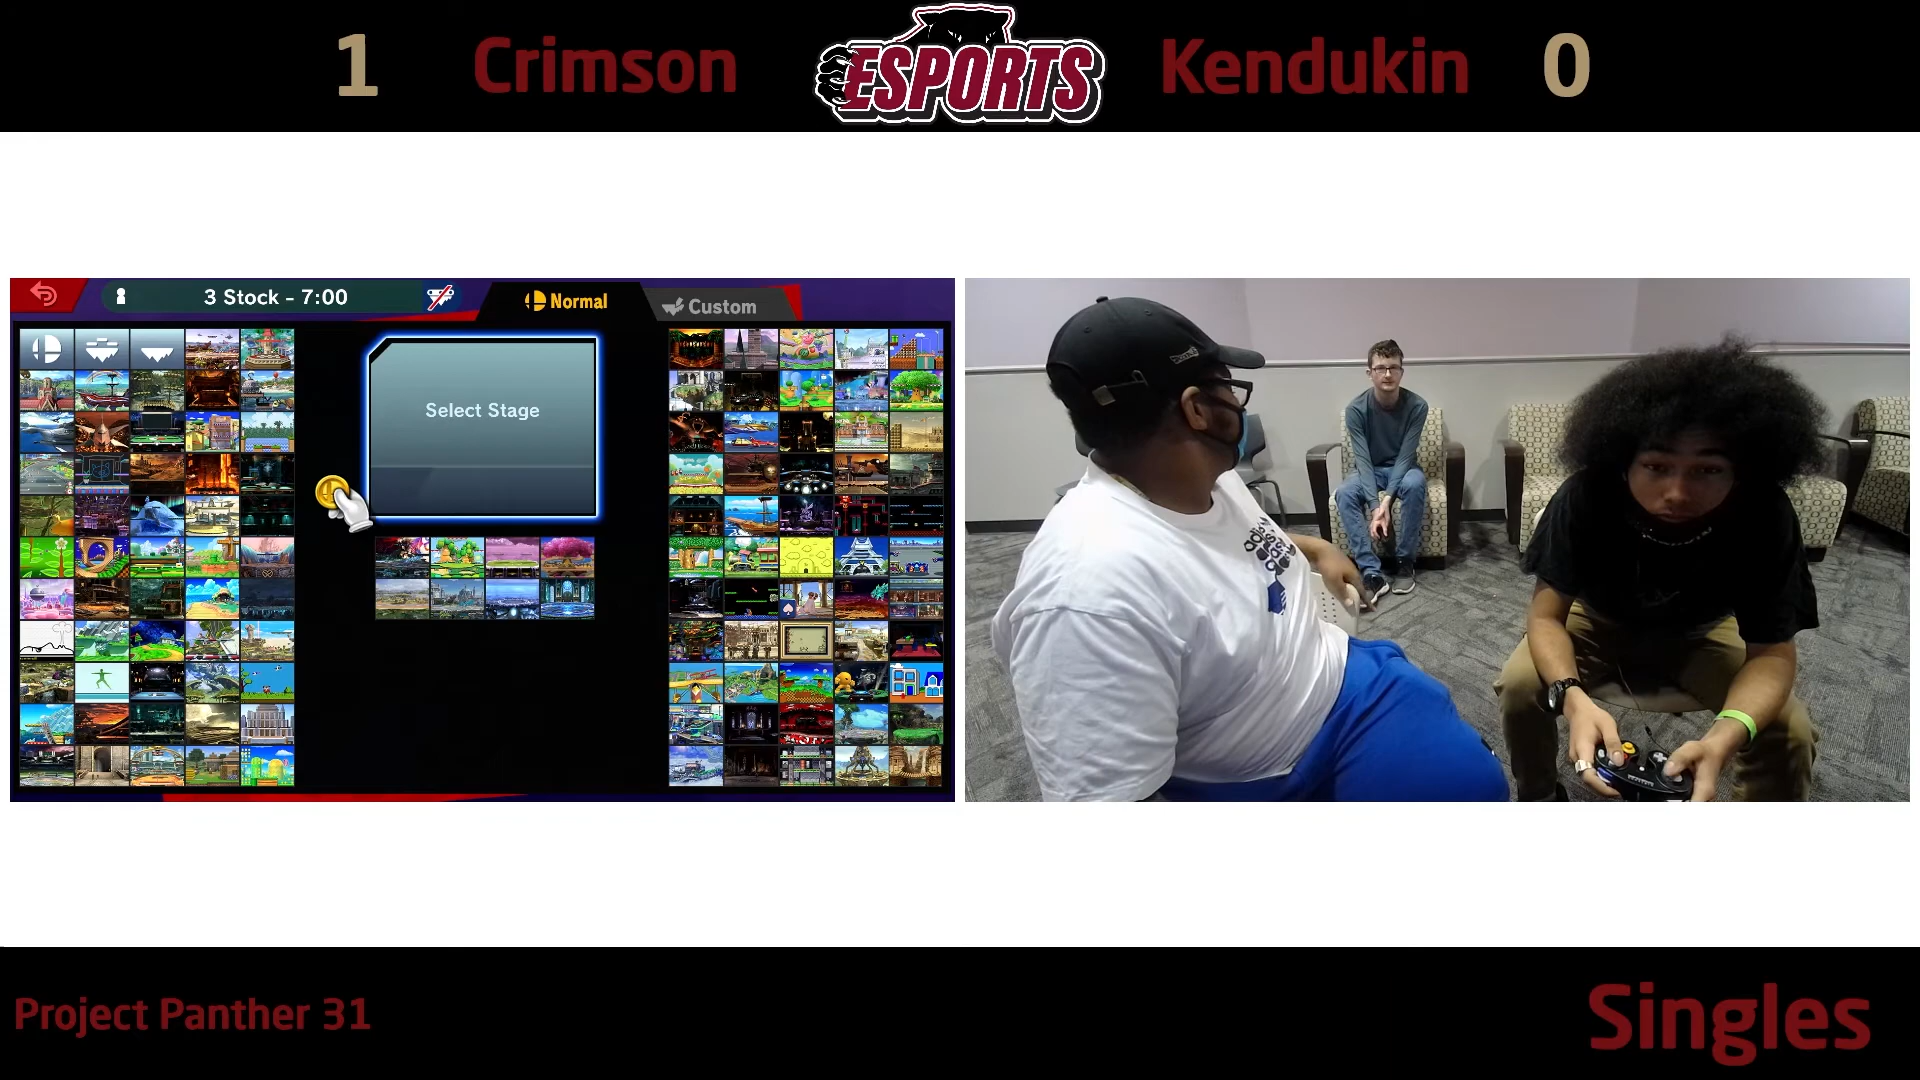 1 Crimson ESPORTS Kendukin 0
3 Stock - 7:00
Normal
Custom
Select Stage
Project Panther 31
Singles